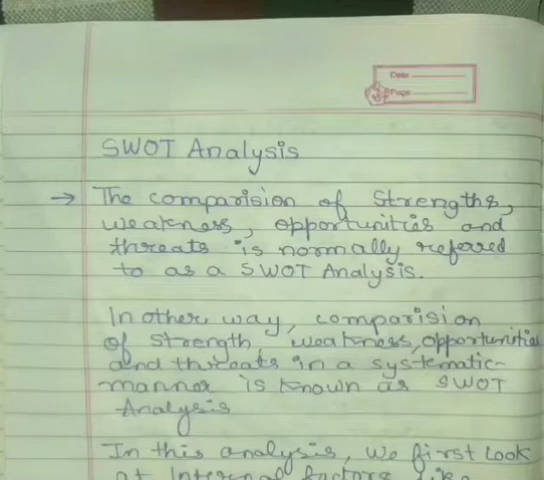 Date
Page
SWOT Analysis
→ The comparision of Strengths,
weakness, opportunities and
threats is normally referred
to as a SWOT Analysis.
In other way, comparision
of strength, weakness, opportunities
and threats in a systematic
manner is known as SWOT
Analysis
In this analysis, we first look
at Internal factors like